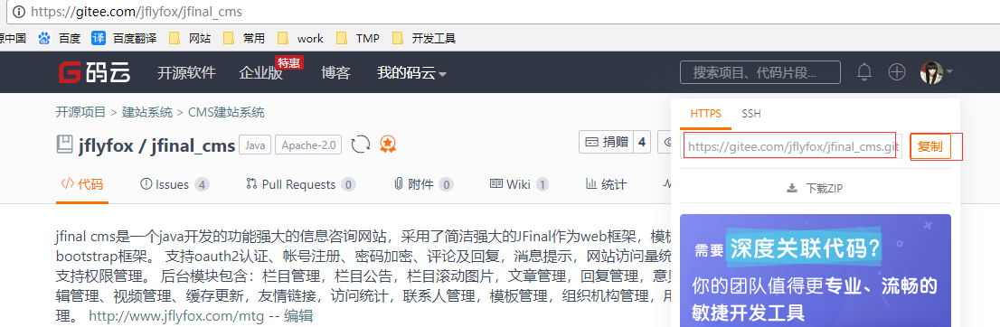 https://gitee.com/jflyfox/jfinal_cms
源中国 百度 百度翻译 网站 常用 work TMP 开发工具
G 码云 开源软件 企业版 特惠 博客 我的码云 搜索项目、代码片段...
开源项目 > 建站系统 > CMS建站系统
HTTPS SSH
jflyfox / jfinal_cms Java Apache-2.0 捐赠 4
https://gitee.com/jflyfox/jfinal_cms.git 复制
代码 Issues 4 Pull Requests 0 附件 0 Wiki 1 统计
下载ZIP
jfinal cms是一个java开发的功能强大的信息咨询网站，采用了简洁强大的JFinal作为web框架，模板
bootstrap框架。 支持oauth2认证、帐号注册、密码加密、评论及回复，消息提示，网站访问量统
支持权限管理。 后台模块包含：栏目管理，栏目公告，栏目滚动图片，文章管理，回复管理，意见
辑管理、视频管理、缓存更新，友情链接，访问统计，联系人管理，模板管理，组织机构管理，用
理。 http://www.jflyfox.com/mtg -- 编辑
需要 深度关联代码?
你的团队值得更专业、流畅的
敏捷开发工具